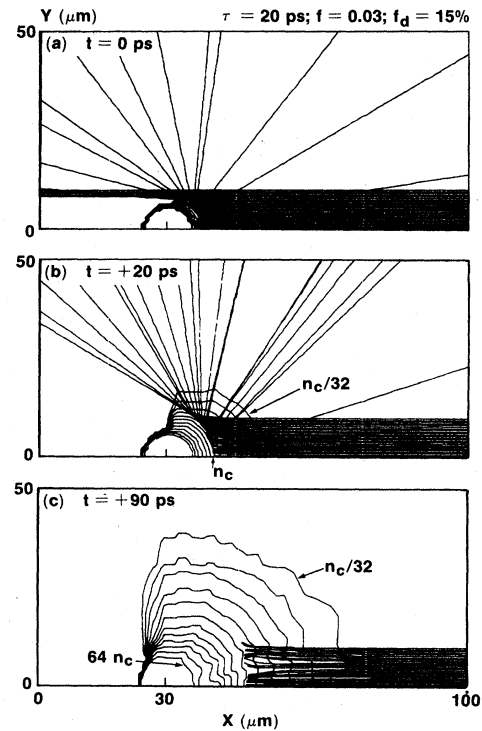 Y (μm) τ = 20 ps; f = 0.03; f_d = 15%
50
(a) t = 0 ps
0
50
(b) t = +20 ps
n_c/32
0
n_c
50
(c) t = +90 ps
n_c/32
64 n_c
0
0 30 100
X (μm)